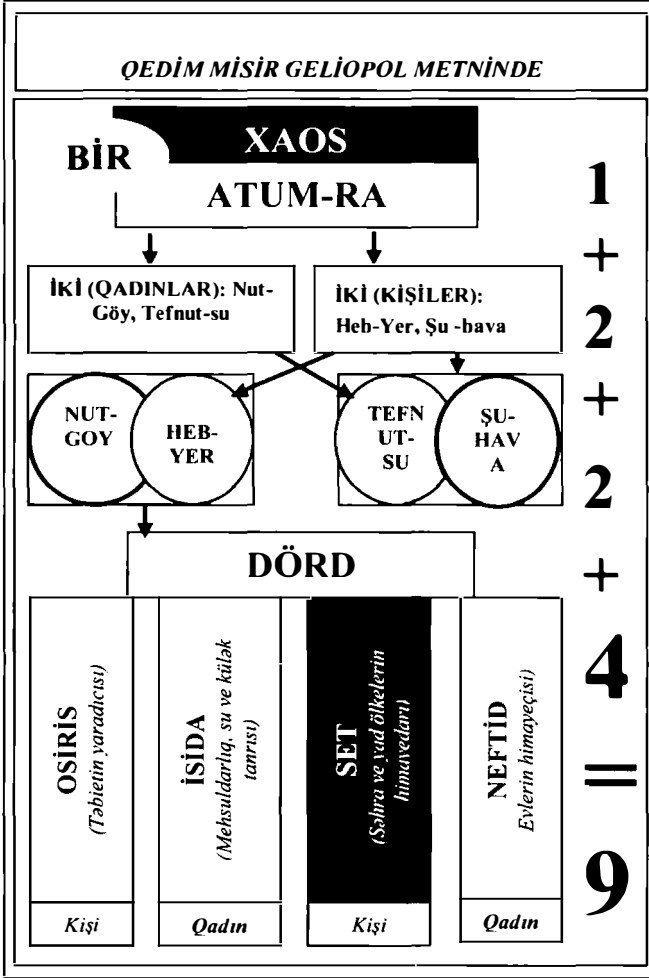 QEDİM MİSİR GELİOPOL METNİNDE
XAOS
BİR
ATUM-RA
İKİ (QADINLAR): Nut-
Göy, Tefnut-su
İKİ (KİŞİLER):
Heb-Yer, Şu -bava
NUT-
GOY
HEB-
YER
TEFN
UT-
SU
ŞU-
HAV
A
DÖRD
OSİRİS
(Təbietin yaradıcısı)
Kişi
İSİDA
(Mehsuldarlıq, su ve külək
tanrısı)
Qadın
SET
(Səhra ve yad ölkelerin
himayedarı)
Kişi
NEFTİD
Evlerin himayeçisi)
Qadın
1
+
2
+
2
+
4
=
9